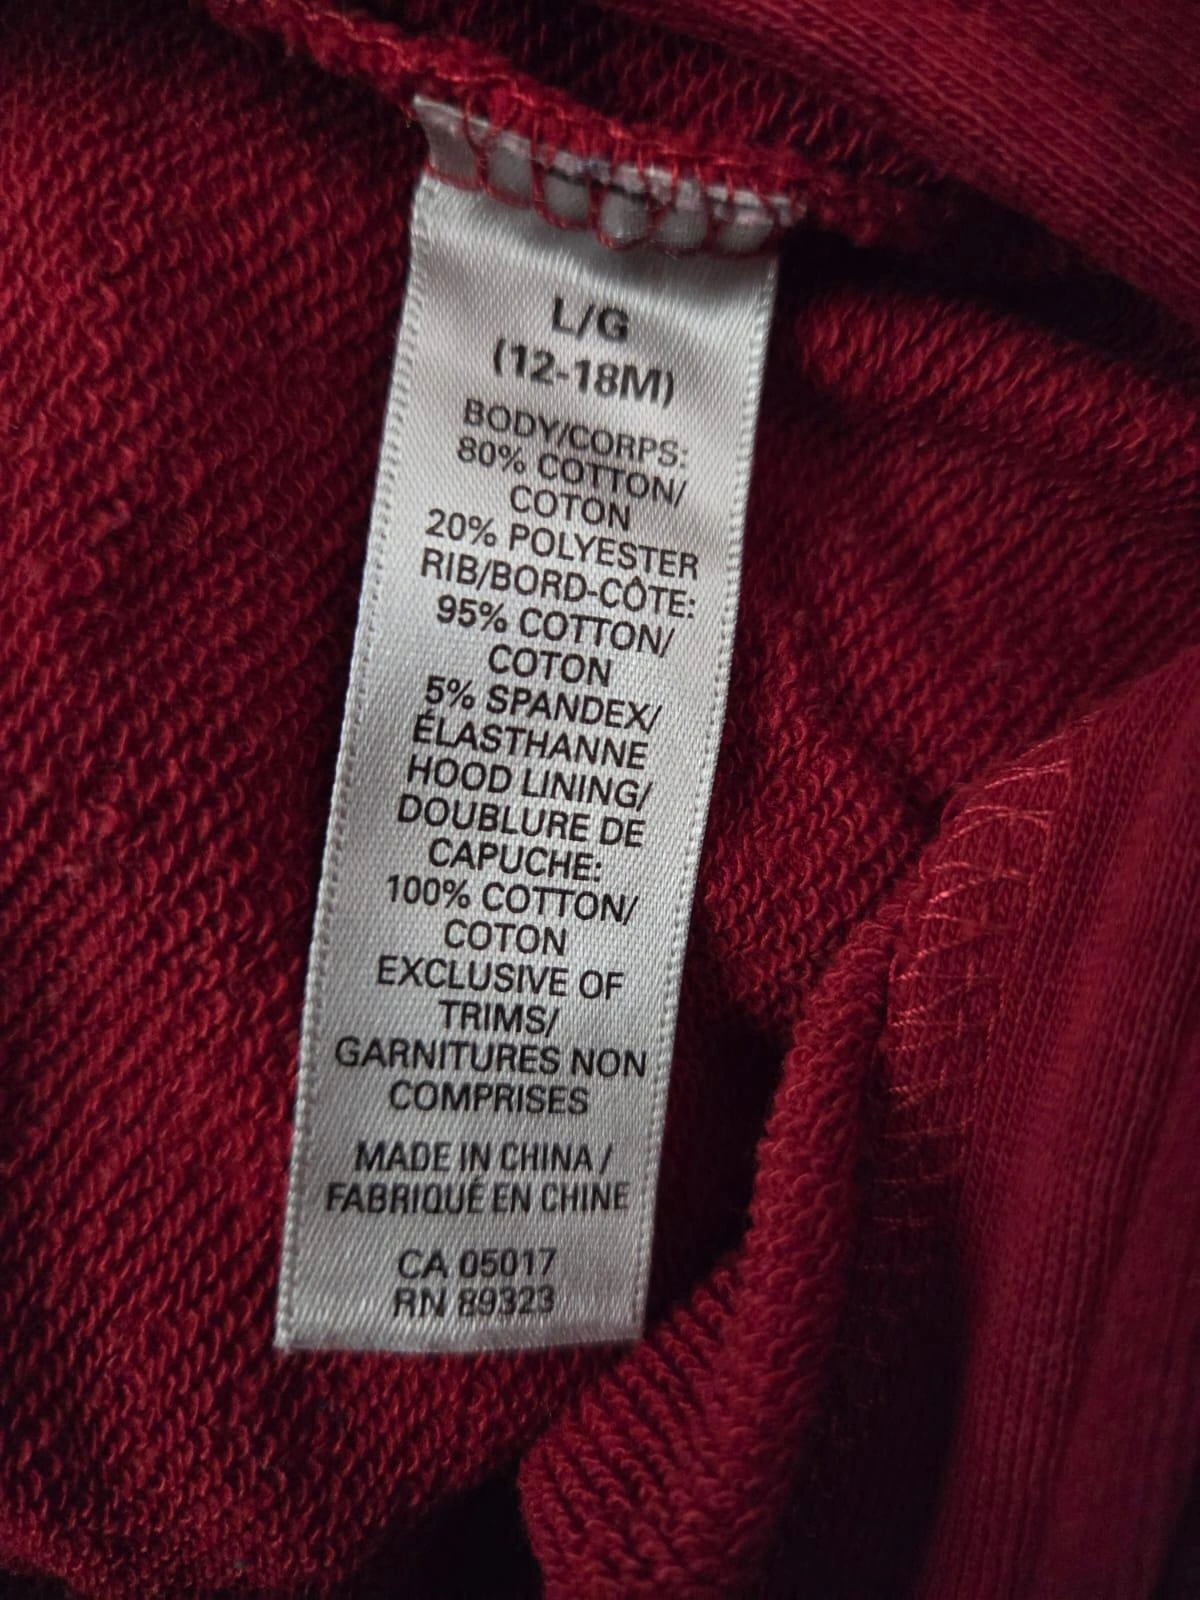 L/G
(12-18M)
BODY/CORPS:
80% COTTON/
COTON
20% POLYESTER
RIB/BORD-CÔTE:
95% COTTON/
COTON
5% SPANDEX/
ÉLASTHANNE
HOOD LINING/
DOUBLURE DE
CAPUCHE:
100% COTTON/
COTON
EXCLUSIVE OF
TRIMS/
GARNITURES NON
COMPRISES
MADE IN CHINA /
FABRIQUÉ EN CHINE
CA 05017
RN 89323